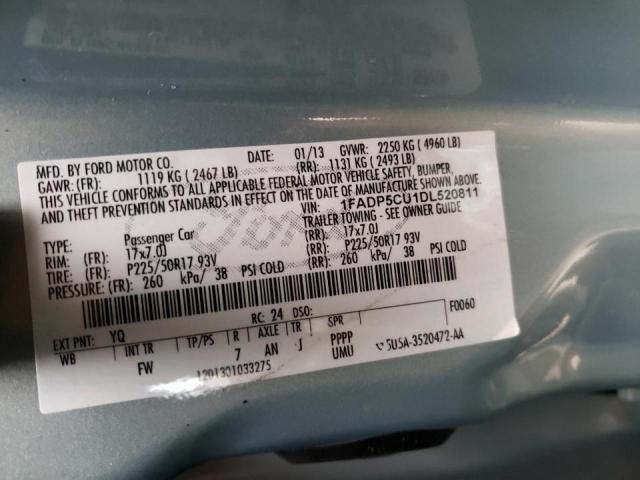 MFD. BY FORD MOTOR CO.
DATE: 01/13 GVWR: 2250 KG ( 4960 LB)
GAWR: (FR): 1119 KG ( 2467 LB) (RR): 1131 KG ( 2493 LB)
THIS VEHICLE CONFORMS TO ALL APPLICABLE FEDERAL MOTOR VEHICLE SAFETY, BUMPER,
AND THEFT PREVENTION STANDARDS IN EFFECT ON THE DATE OF MANUFACTURE SHOWN ABOVE.
VIN: 1FADP5CU1DL520811
TYPE: Passenger Car TRAILER TOWING - SEE OWNER GUIDE
RIM: (FR): 17x7.0J (RR): 17x7.0J
TIRE: (FR): P225/50R17 93V (RR): P225/50R17 93V
PRESSURE: (FR): 260 kPa/ 38 PSI COLD (RR): 260 kPa/ 38 PSI COLD
RC: 24 DSO: F0060
EXT PNT: YQ
WB INT TR TP/PS R AXLE TR SPR
FW 7 AN J PPPP
UMU 5U5A-3520472-AA
1201301033275